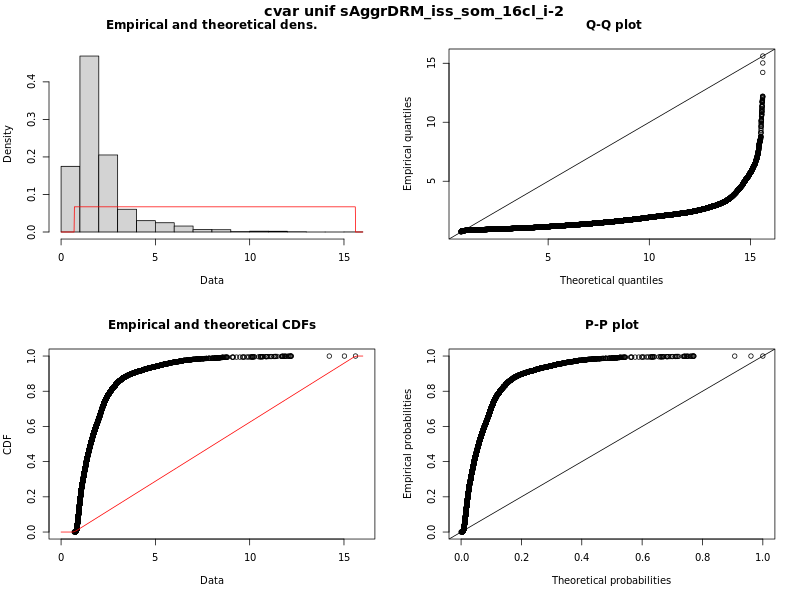 cvar unif sAggrDRM_iss_som_16cl_i-2
Empirical and theoretical dens.
Density
0.0 0.1 0.2 0.3 0.4
0 5 10 15
Data
Q-Q plot
Empirical quantiles
5 10 15
5 10 15
Theoretical quantiles
Empirical and theoretical CDFs
CDF
0.0 0.2 0.4 0.6 0.8 1.0
0 5 10 15
Data
P-P plot
Empirical probabilities
0.0 0.2 0.4 0.6 0.8 1.0
0.0 0.2 0.4 0.6 0.8 1.0
Theoretical probabilities